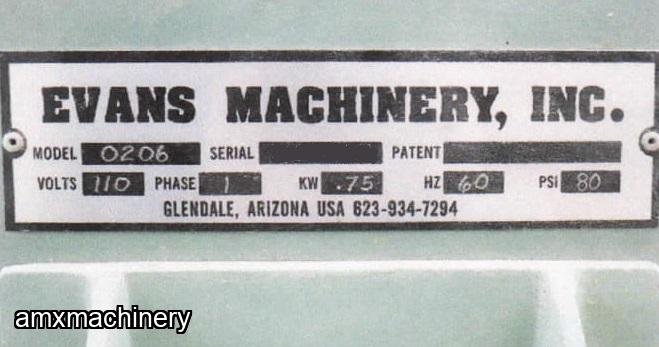 EVANS MACHINERY, INC.
MODEL 0206 SERIAL PATENT
VOLTS 110 PHASE 1 KW .75 HZ 60 PSI 80
GLENDALE, ARIZONA USA 623-934-7294
amxmachinery